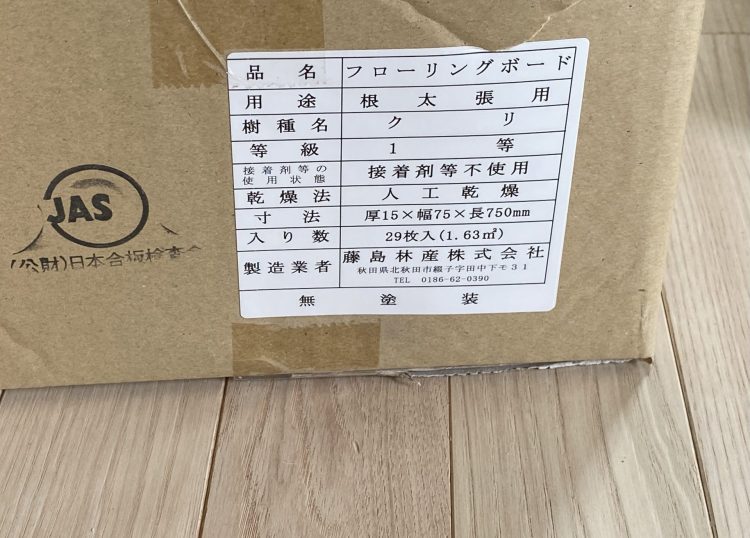 品名 フローリングボード
用途 根太張用
樹種名 クリ
等級 1等
接着剤等の使用状態 接着剤等不使用
乾燥法 人工乾燥
寸法 厚15×幅75×長750mm
入り数 29枚入(1.63㎡)
製造業者 藤島林産株式会社
秋田県北秋田市綴子字田中下モ31
TEL 0186-62-0390
無塗装
JAS
(公財)日本合板検査会